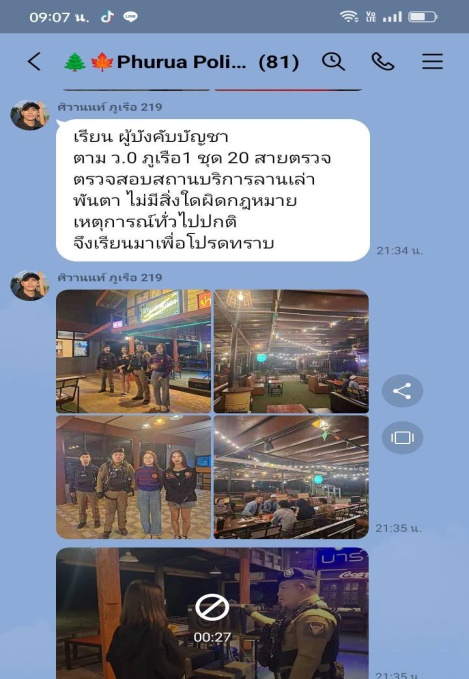 09:07 น.
Phurua Poli... (81)
ศิวานนท์ ภูเรือ 219
เรียน ผู้บังคับบัญชา
ตาม ว.0 ภูเรือ1 ชุด 20 สายตรวจ
ตรวจสอบสถานบริการลานเล่า
พันตา ไม่มีสิ่งใดผิดกฎหมาย
เหตุการณ์ทั่วไปปกติ
จึงเรียนมาเพื่อโปรดทราบ
21:34 น.
ศิวานนท์ ภูเรือ 219
21:35 น.
00:27
21:35 น.